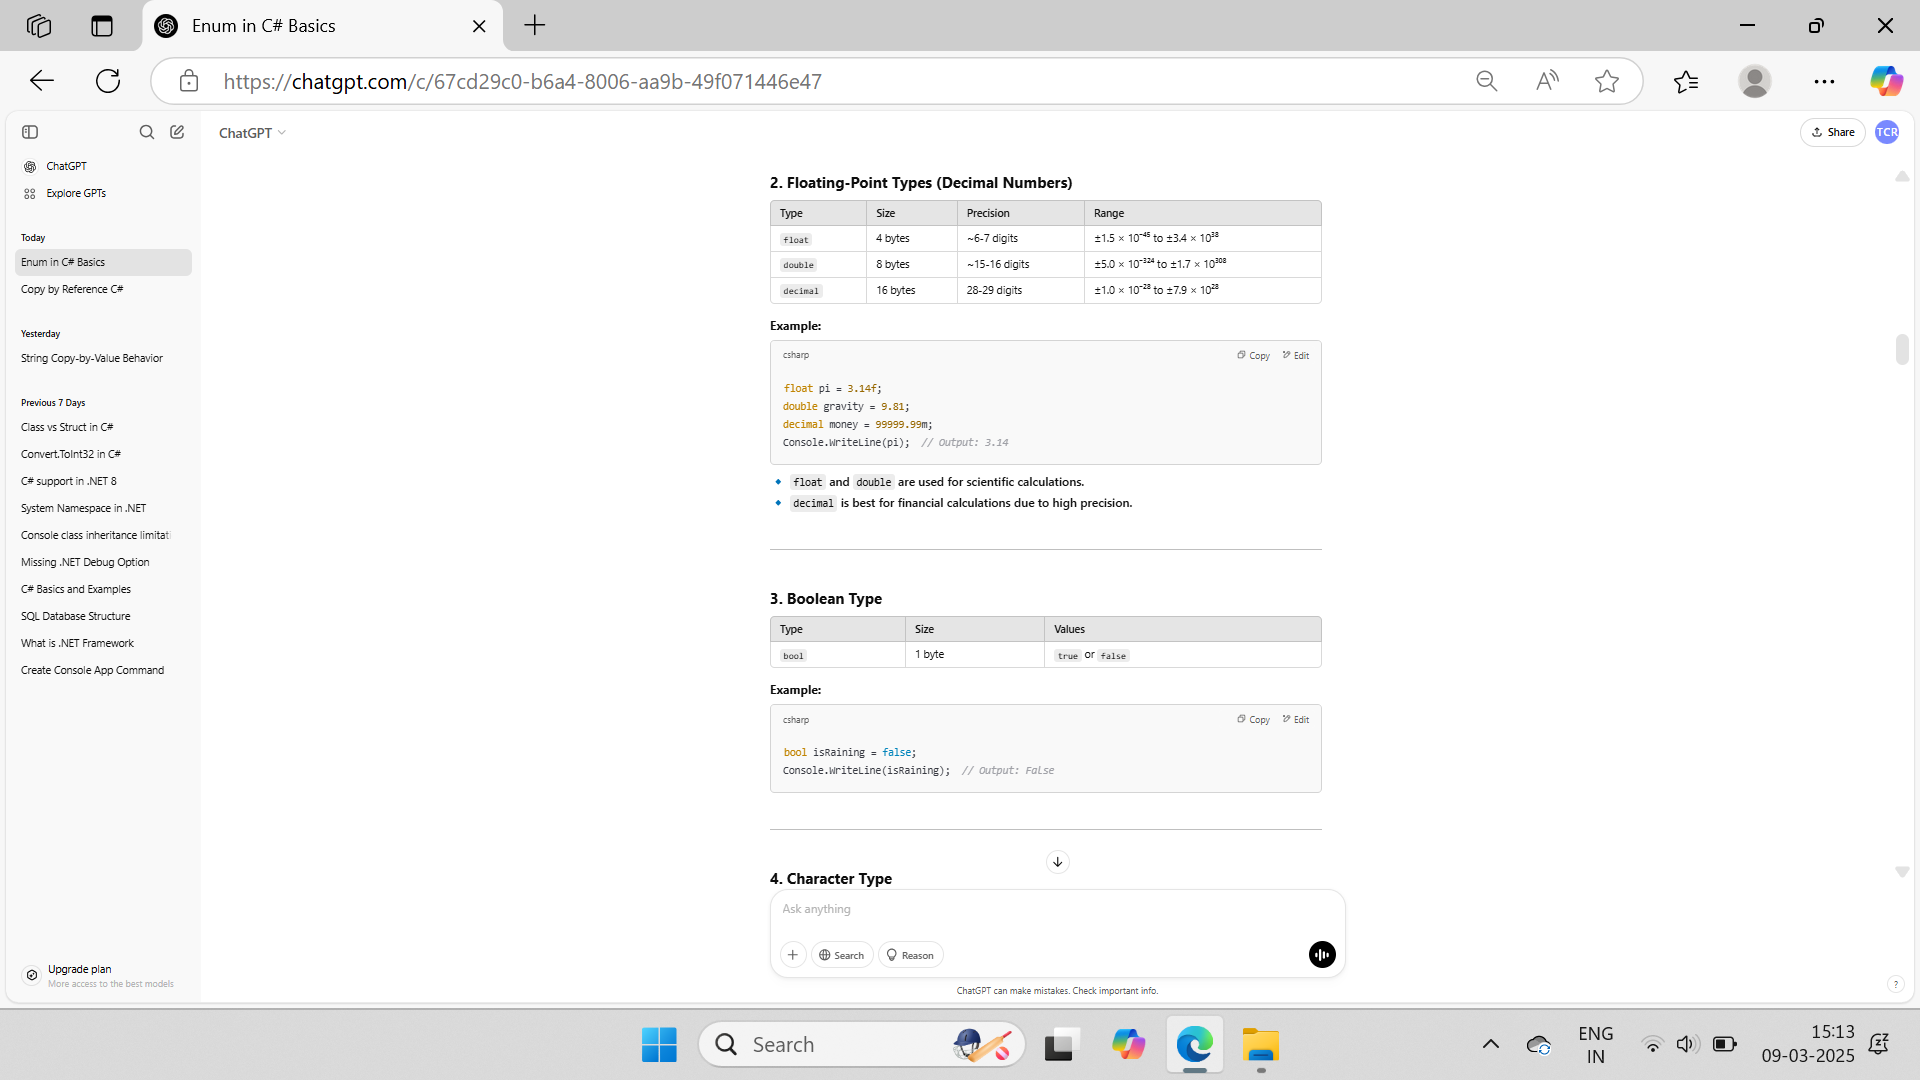 Enum in C# Basics
https://chatgpt.com/c/67cd29c0-b6a4-8006-aa9b-49f071446e47
ChatGPT
Share
TCR
ChatGPT
Explore GPTs
Today
Enum in C# Basics
Copy by Reference C#
Yesterday
String Copy-by-Value Behavior
Previous 7 Days
Class vs Struct in C#
Convert.ToInt32 in C#
C# support in .NET 8
System Namespace in .NET
Console class inheritance limitati
Missing .NET Debug Option
C# Basics and Examples
SQL Database Structure
What is .NET Framework
Create Console App Command
Upgrade plan
More access to the best models
2. Floating-Point Types (Decimal Numbers)
Type Size Precision Range
float 4 bytes ~6-7 digits ±1.5 × 10⁻⁴⁵ to ±3.4 × 10³⁸
double 8 bytes ~15-16 digits ±5.0 × 10⁻³²⁴ to ±1.7 × 10³⁰⁸
decimal 16 bytes 28-29 digits ±1.0 × 10⁻²⁸ to ±7.9 × 10²⁸
Example:
csharp Copy Edit
float pi = 3.14f;
double gravity = 9.81;
decimal money = 99999.99m;
Console.WriteLine(pi); // Output: 3.14
float and double are used for scientific calculations.
decimal is best for financial calculations due to high precision.
3. Boolean Type
Type Size Values
bool 1 byte true or false
Example:
csharp Copy Edit
bool isRaining = false;
Console.WriteLine(isRaining); // Output: False
4. Character Type
Ask anything
Search Reason
ChatGPT can make mistakes. Check important info.
?
Search
ENG
IN
15:13
09-03-2025